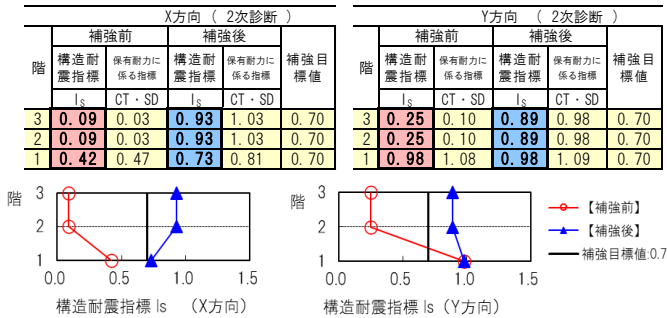 X方向 ( 2次診断 )
補強前 補強後
階 構造耐震指標 保有耐力に係る指標 構造耐震指標 保有耐力に係る指標 補強目標値
IS CT・SD IS CT・SD
3 0.09 0.03 0.93 1.03 0.70
2 0.09 0.03 0.93 1.03 0.70
1 0.42 0.47 0.73 0.81 0.70
Y方向 ( 2次診断 )
補強前 補強後
階 構造耐震指標 保有耐力に係る指標 構造耐震指標 保有耐力に係る指標 補強目標値
IS CT・SD IS CT・SD
3 0.25 0.10 0.89 0.98 0.70
2 0.25 0.10 0.89 0.98 0.70
1 0.98 1.08 0.98 1.09 0.70
階
3
2
1
0.0 0.5 1.0 1.5
構造耐震指標 Is (X方向)
階
3
2
1
0.0 0.5 1.0 1.5
構造耐震指標 Is (Y方向)
【補強前】
【補強後】
補強目標値:0.7